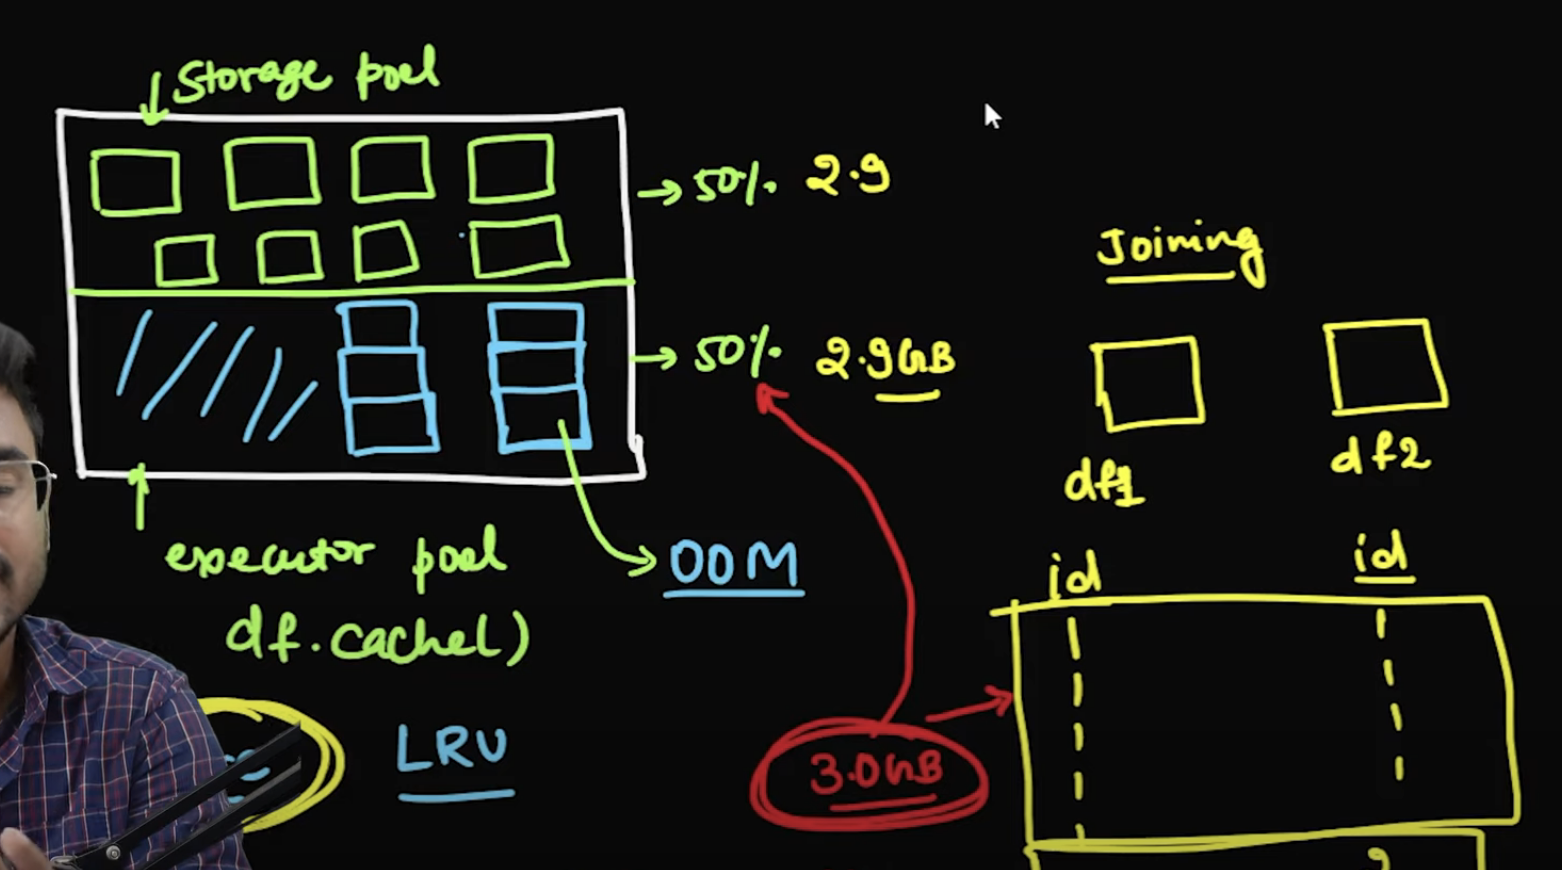 Storage pool
50% 2.9
50% 2.9GB
executor pool
df.cache()
LRU
OOM
3.0GB
Joining
df1
df2
id
id